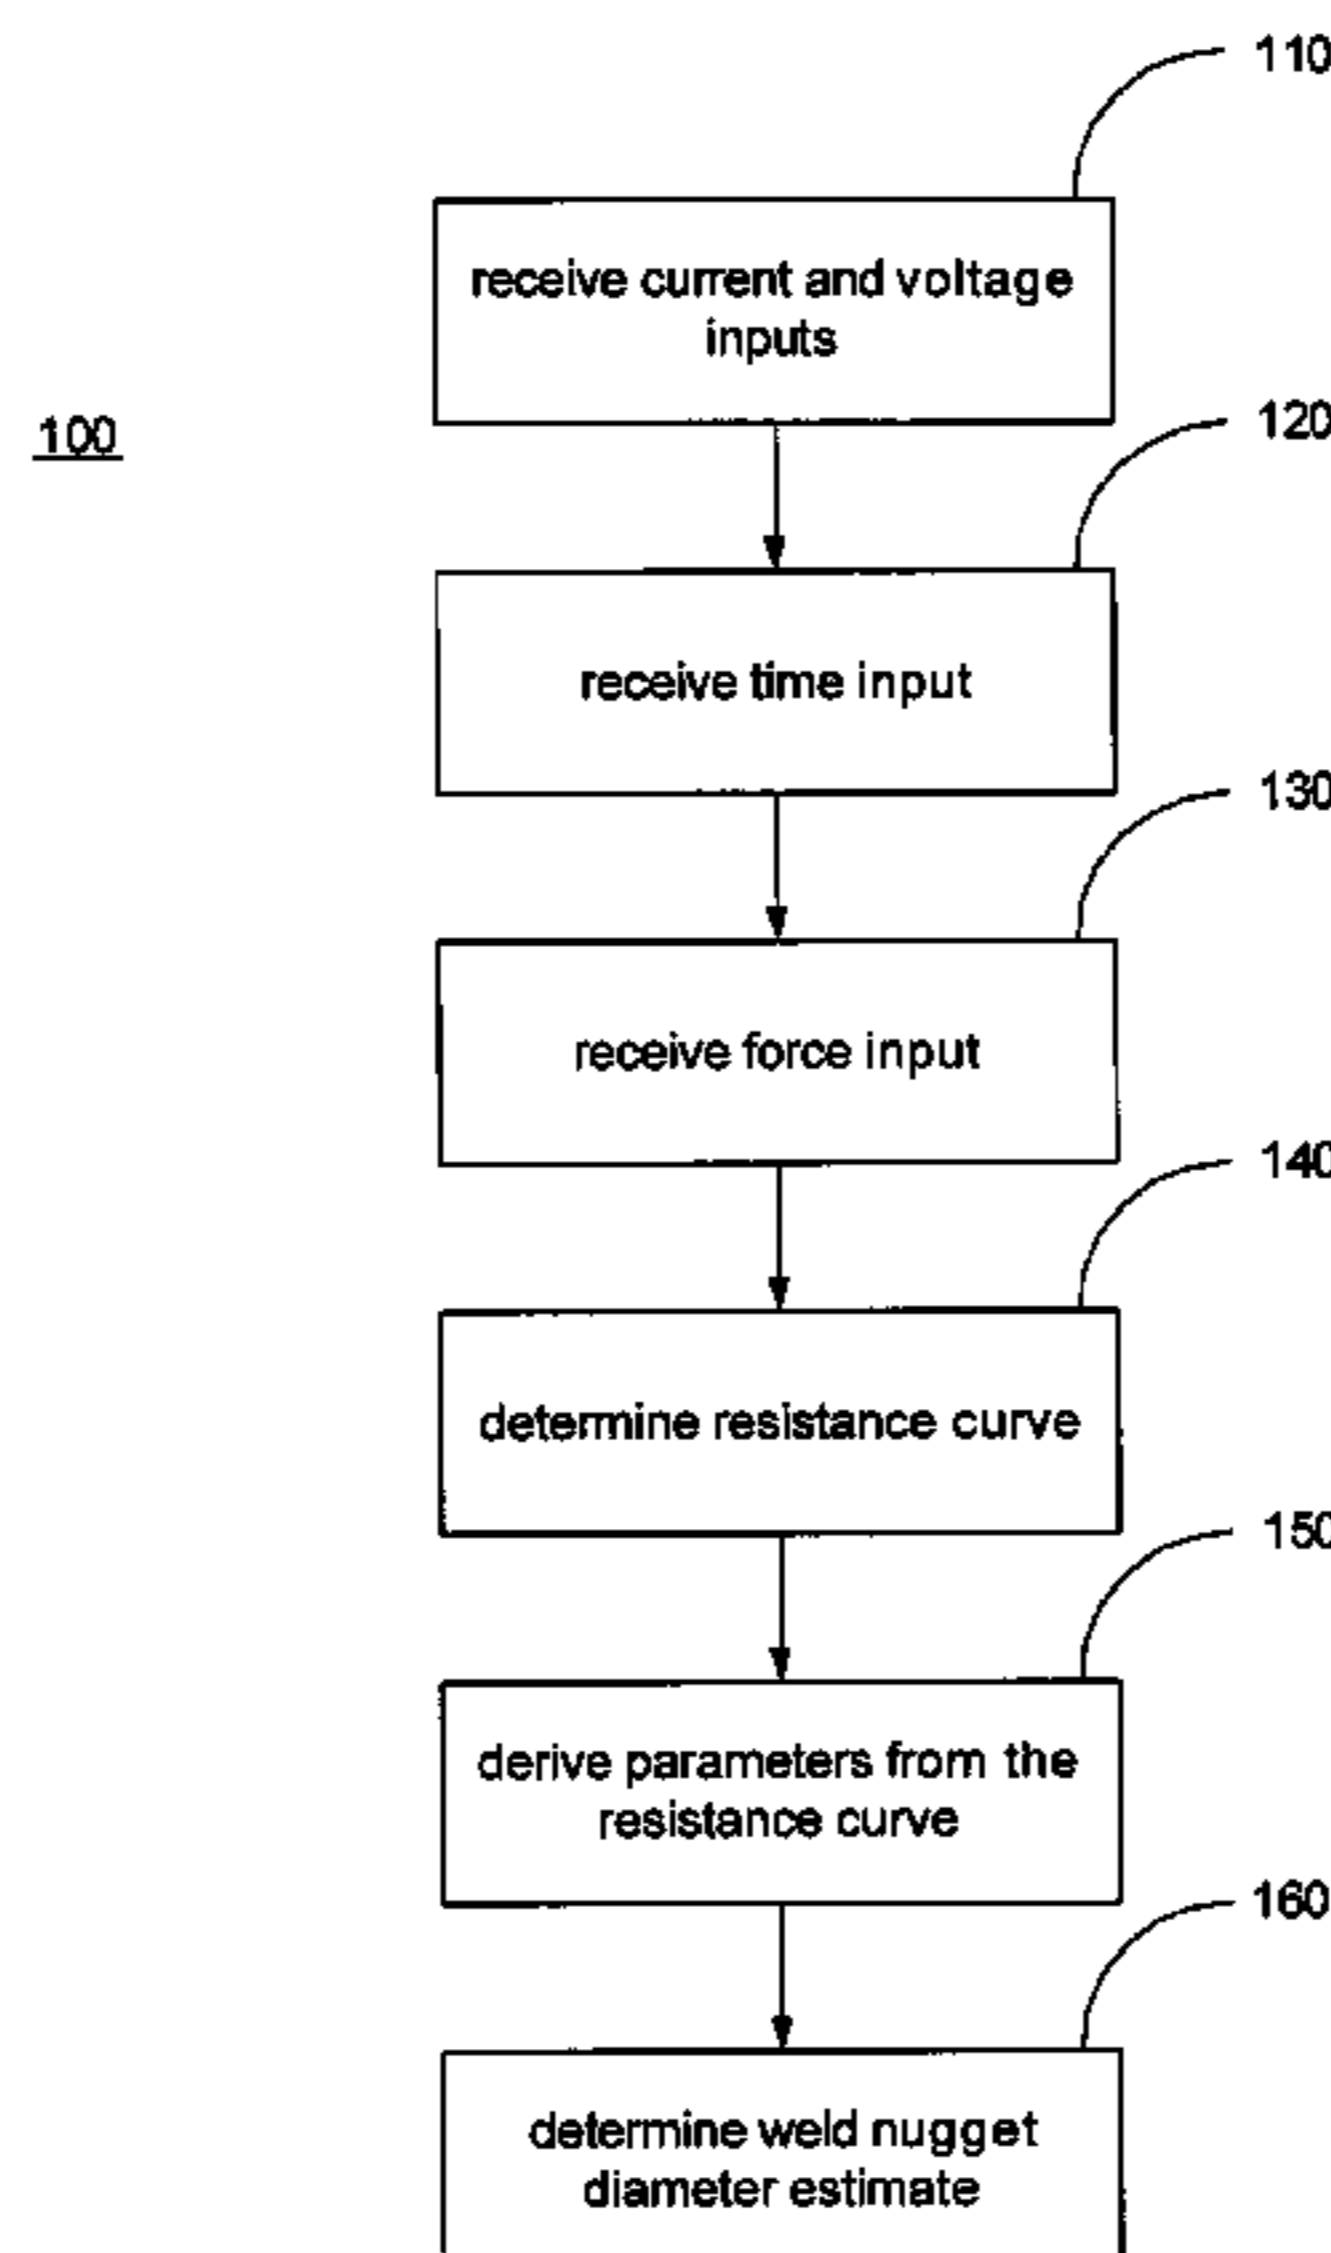 110
receive current and voltage
inputs
100
120
receive time input
130
receive force input
140
determine resistance curve
150
derive parameters from the
resistance curve
160
determine weld nugget
diameter estimate